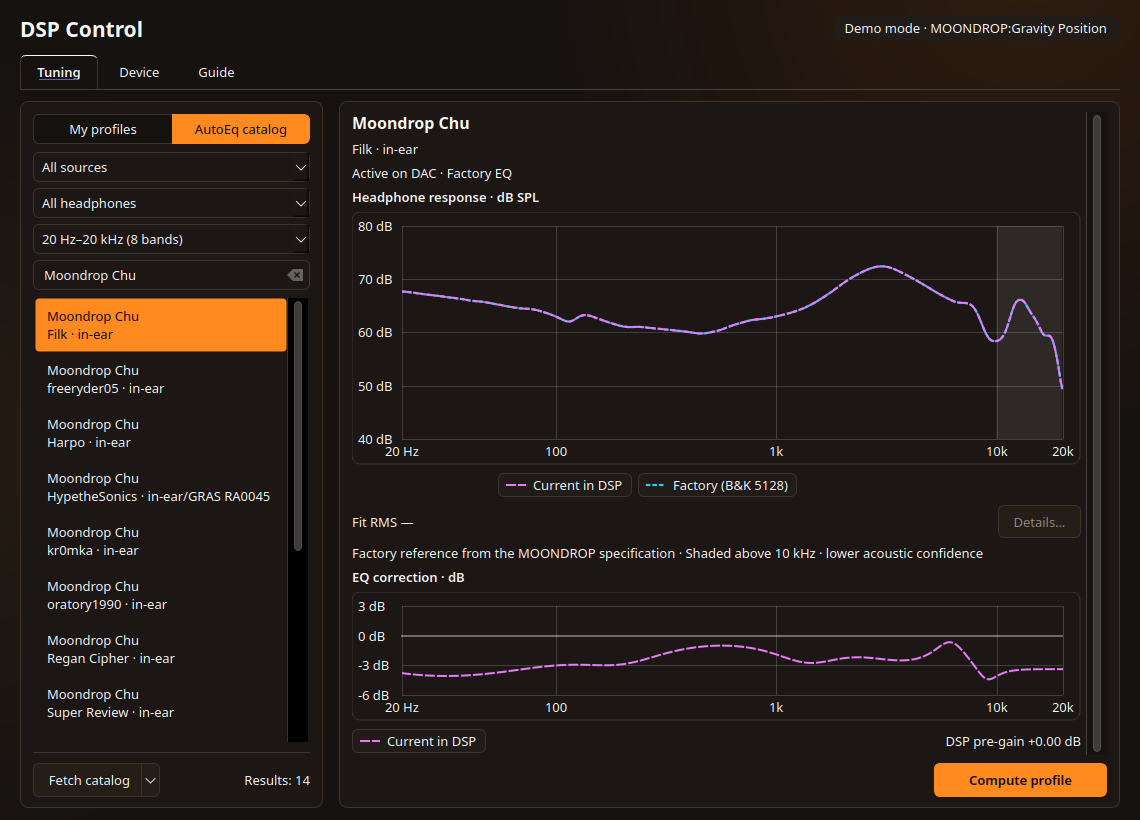 DSP Control
Demo mode · MOONDROP:Gravity Position
Tuning
Device
Guide
My profiles
AutoEq catalog
All sources
All headphones
20 Hz–20 kHz (8 bands)
Moondrop Chu
Moondrop Chu
Filk · in-ear
Moondrop Chu
freeryder05 · in-ear
Moondrop Chu
Harpo · in-ear
Moondrop Chu
HypetheSonics · in-ear/GRAS RA0045
Moondrop Chu
kr0mka · in-ear
Moondrop Chu
oratory1990 · in-ear
Moondrop Chu
Regan Cipher · in-ear
Moondrop Chu
Super Review · in-ear
Fetch catalog
Results: 14
Moondrop Chu
Filk · in-ear
Active on DAC · Factory EQ
Headphone response · dB SPL
80 dB
70 dB
60 dB
50 dB
40 dB
20 Hz
100
1k
10k
20k
Current in DSP
Factory (B&K 5128)
Fit RMS —
Details...
Factory reference from the MOONDROP specification · Shaded above 10 kHz · lower acoustic confidence
EQ correction · dB
3 dB
0 dB
-3 dB
-6 dB
20 Hz
100
1k
10k
20k
Current in DSP
DSP pre-gain +0.00 dB
Compute profile